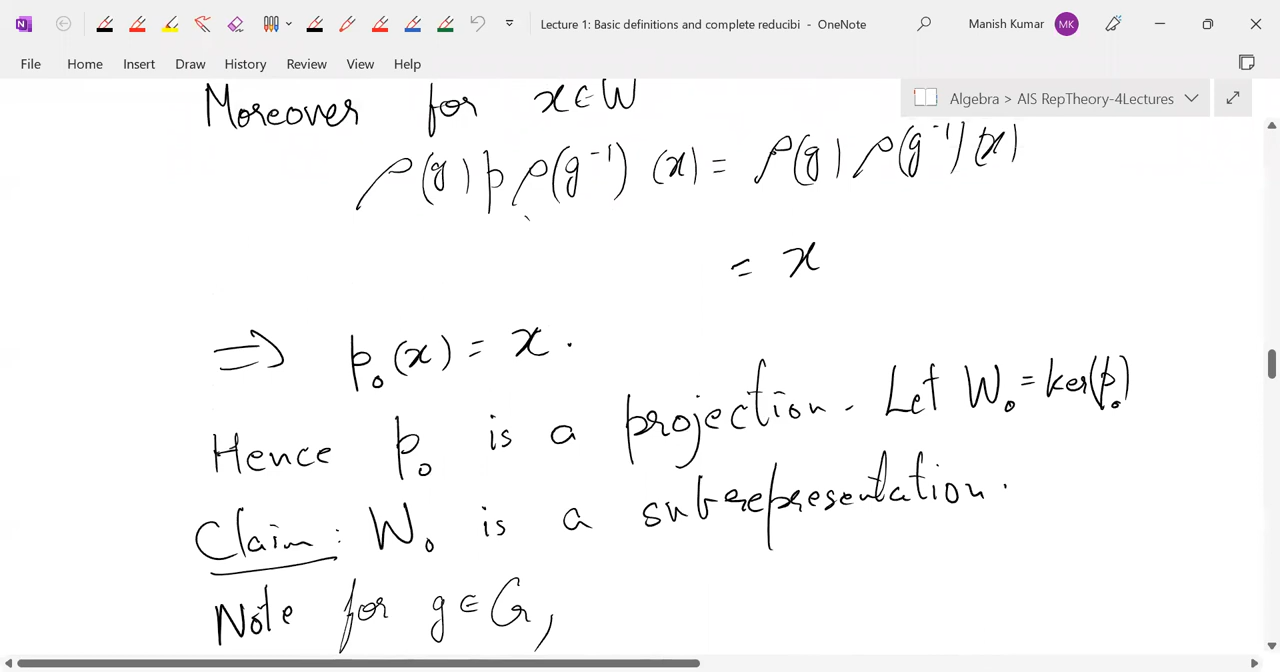 Lecture 1: Basic definitions and complete reducibi - OneNote
Manish Kumar MK
File Home Insert Draw History Review View Help
Algebra > AIS RepTheory-4Lectures
Moreover for x ∈ W
ρ(g) p ρ(g⁻¹) (x) = ρ(g) ρ(g⁻¹) (x)
= x
⇒ p₀(x) = x.
Hence p₀ is a projection. Let W₀ = ker(p₀)
Claim: W₀ is a subrepresentation.
Note for g ∈ G,